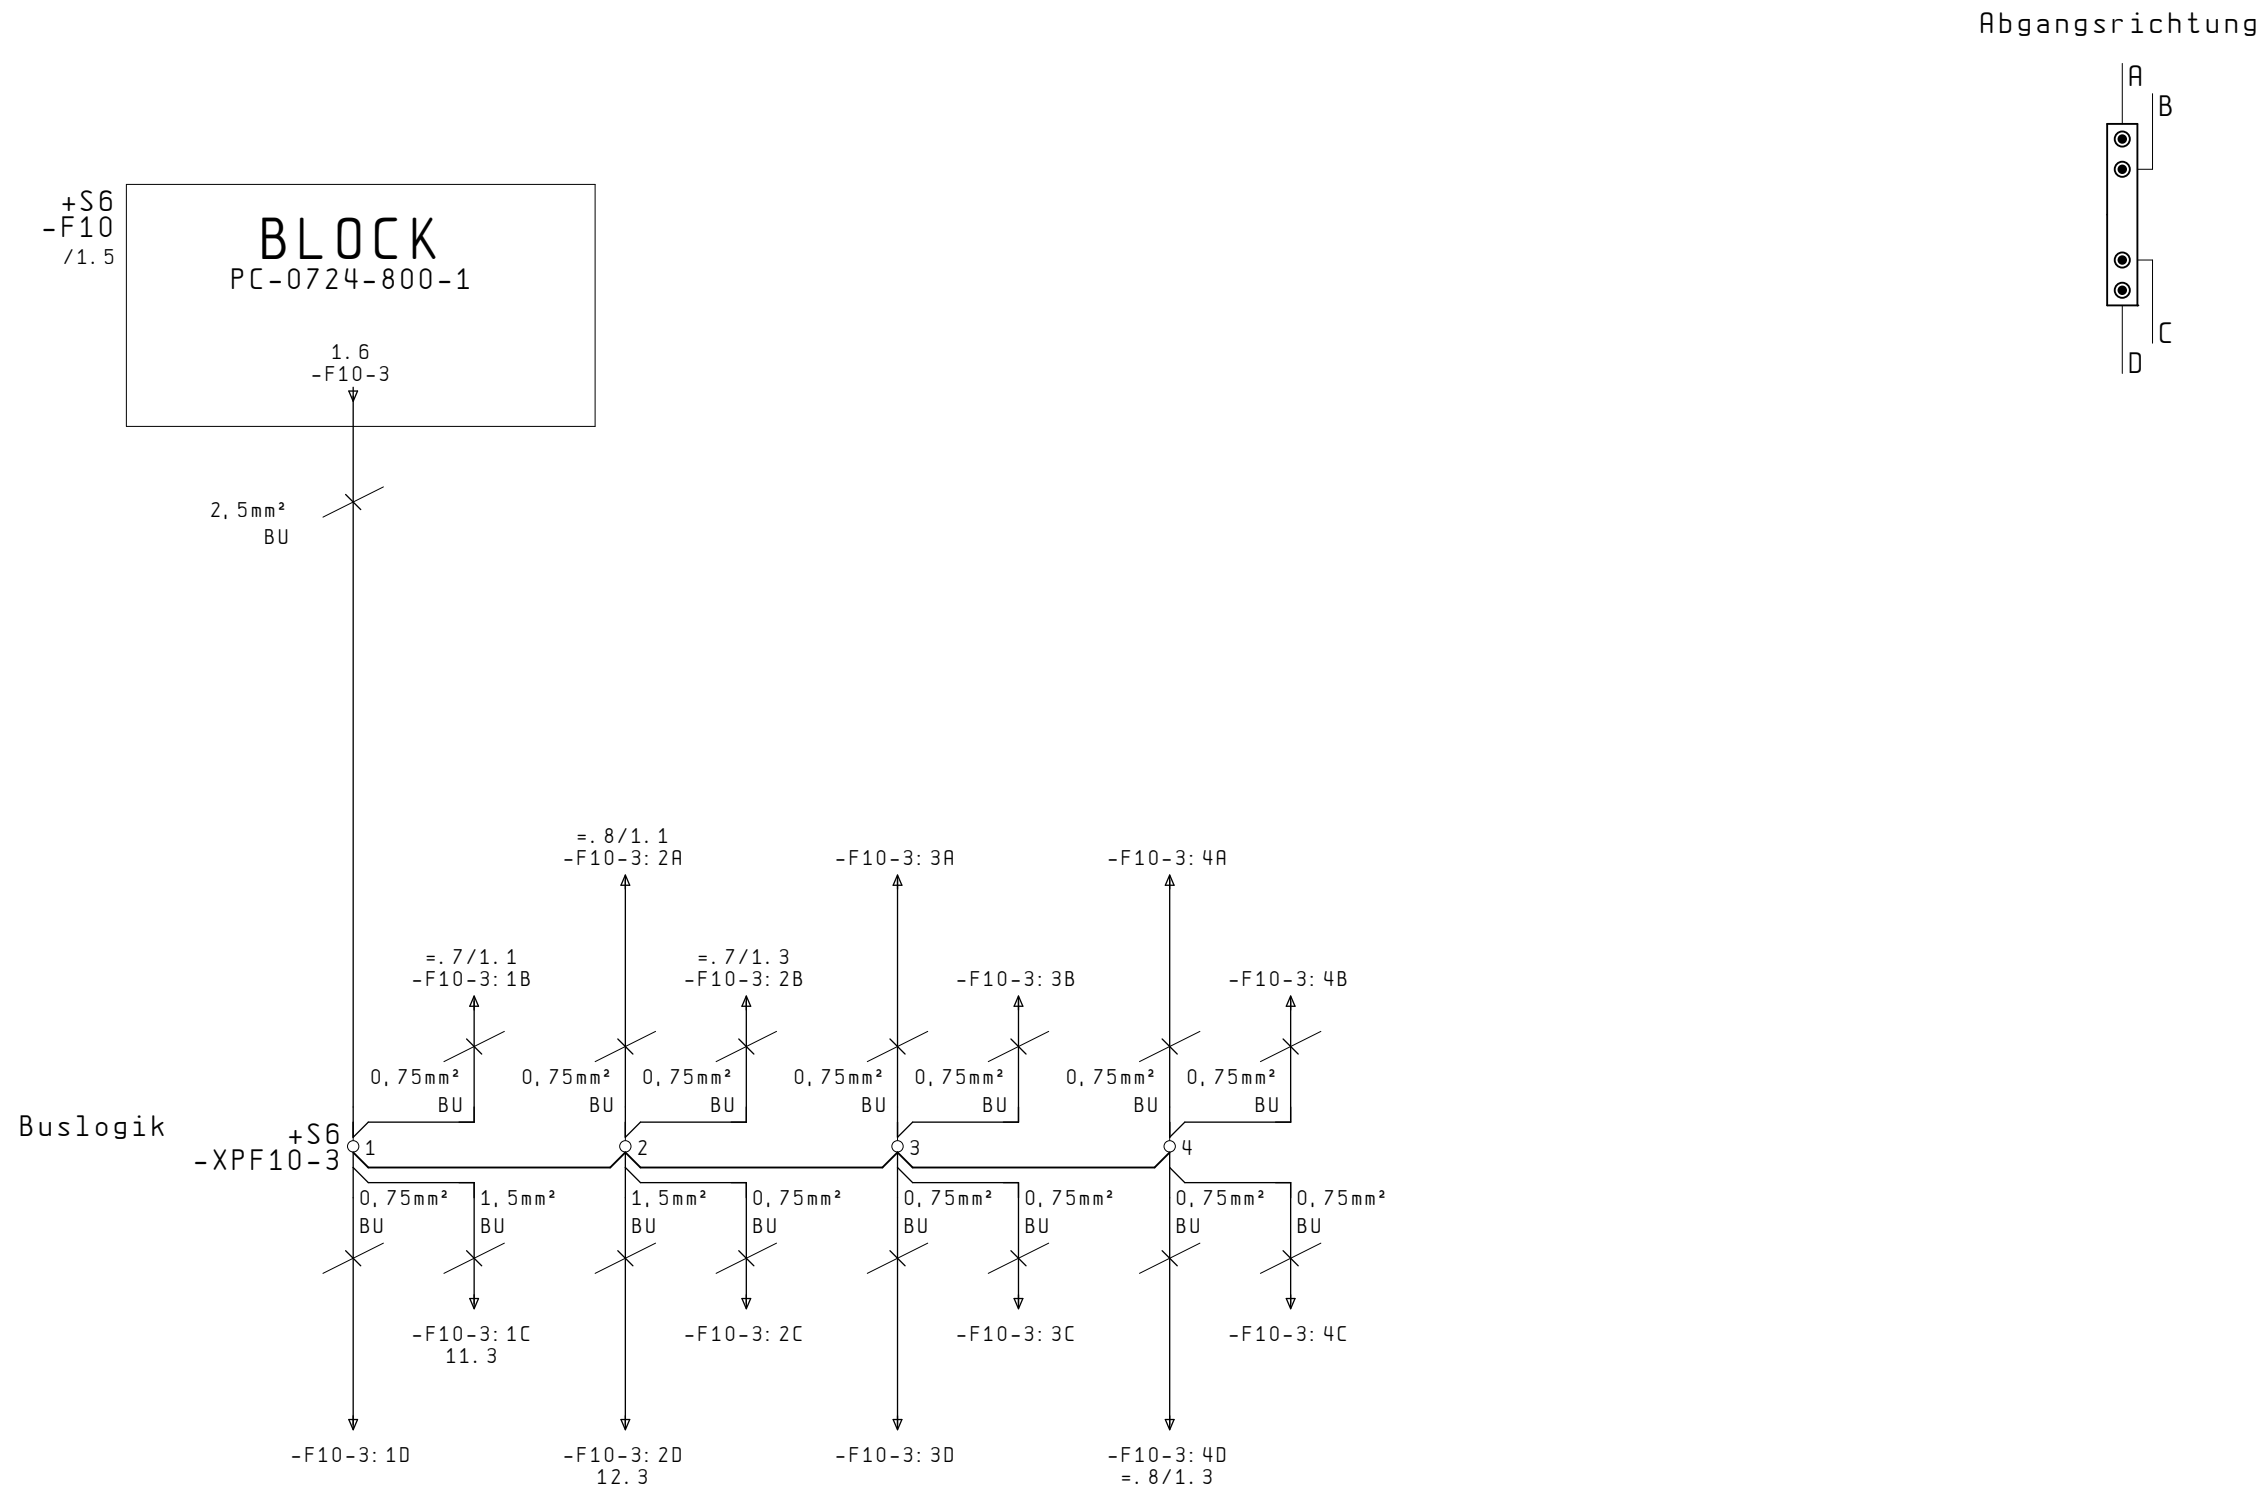 Abgangsrichtung
A
B
C
D
+S6
-F10
/1.5
BLOCK
PC-0724-800-1
1.6
-F10-3
2,5mm²
BU
=.8/1.1
-F10-3:2A
-F10-3:3A
-F10-3:4A
=.7/1.1
-F10-3:1B
=.7/1.3
-F10-3:2B
-F10-3:3B
-F10-3:4B
0,75mm²
BU
0,75mm²
BU
0,75mm²
BU
0,75mm²
BU
0,75mm²
BU
0,75mm²
BU
0,75mm²
BU
Buslogik
+S6
-XPF10-3
1
2
3
4
0,75mm²
BU
1,5mm²
BU
1,5mm²
BU
0,75mm²
BU
0,75mm²
BU
0,75mm²
BU
0,75mm²
BU
0,75mm²
BU
-F10-3:1C
11.3
-F10-3:2C
-F10-3:3C
-F10-3:4C
-F10-3:1D
-F10-3:2D
12.3
-F10-3:3D
-F10-3:4D
=.8/1.3